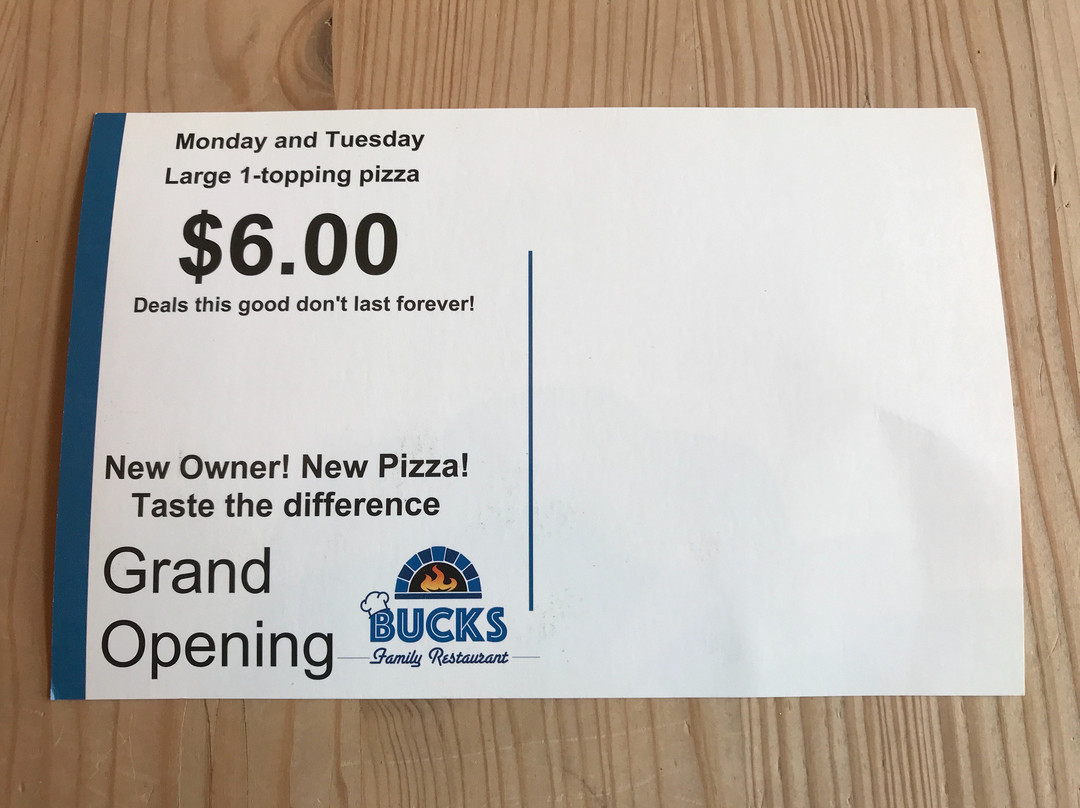 Monday and Tuesday
Large 1-topping pizza
$6.00
Deals this good don't last forever!
New Owner! New Pizza!
Taste the difference
Grand
Opening
BUCKS
Family Restaurant